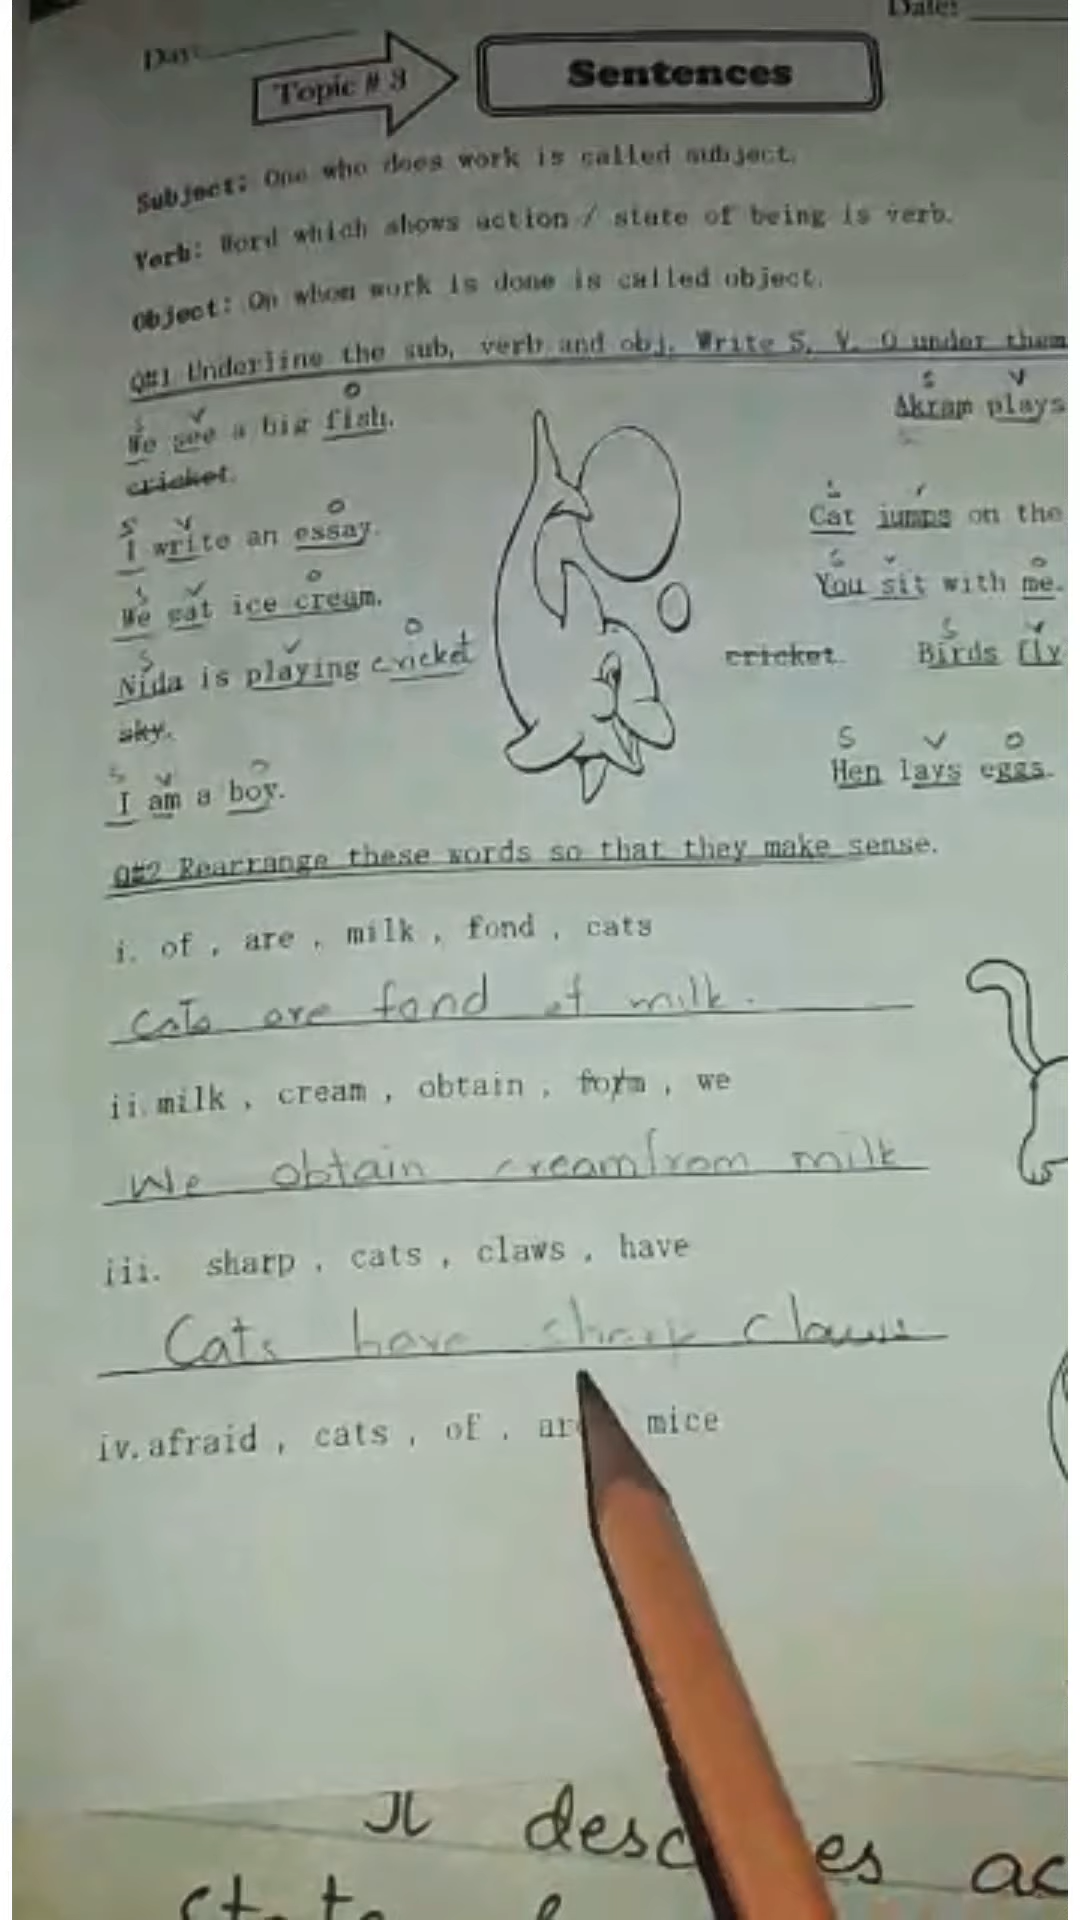 Date:
Day:
Topic # 3
Sentences
Subject: One who does work is called subject.
Verb: Word which shows action / state of being is verb.
Object: On whom work is done is called object.
Q#1 Underline the sub, verb and obj. Write S, V, O under them
S V O S V
We see a big fish. Akram plays
cricket.
S V O S V
I write an essay. Cat jumps on the
S V O S V O
We eat ice cream. You sit with me.
S V O S V
Nida is playing cricket cricket. Birds fly
sky.
S V O S V O
I am a boy. Hen lays eggs.
Q#2 Rearrange these words so that they make sense.
i. of , are , milk , fond , cats
Cats are fond of milk.
ii. milk , cream , obtain , form , we
We obtain cream from milk
iii. sharp , cats , claws , have
Cats have sharp claws
iv. afraid , cats , of , mice